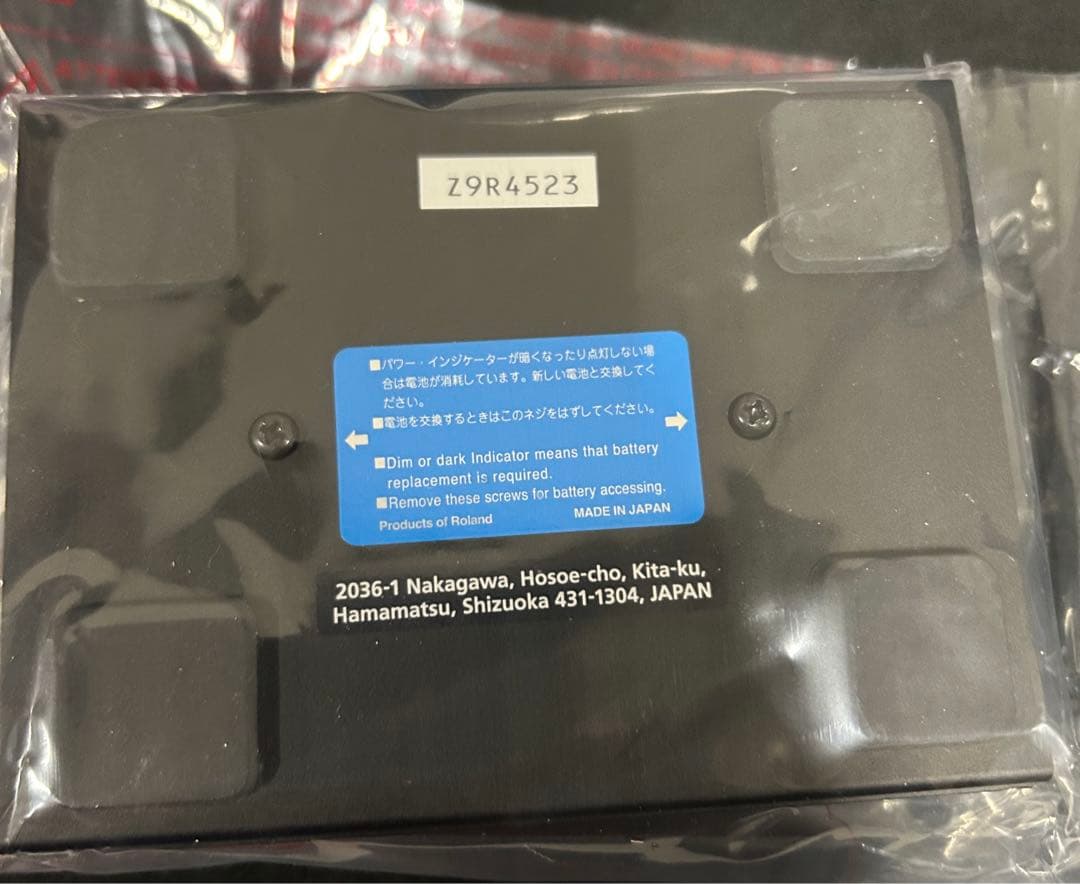 ATTENTION
Z9R4523
■パワー・インジケーターが暗くなったり点灯しない場
合は電池が消耗しています。新しい電池と交換してく
ださい。
■電池を交換するときはこのネジをはずしてください。
■Dim or dark Indicator means that battery
replacement is required.
■Remove these screws for battery accessing.
Products of Roland MADE IN JAPAN
2036-1 Nakagawa, Hosoe-cho, Kita-ku,
Hamamatsu, Shizuoka 431-1304, JAPAN